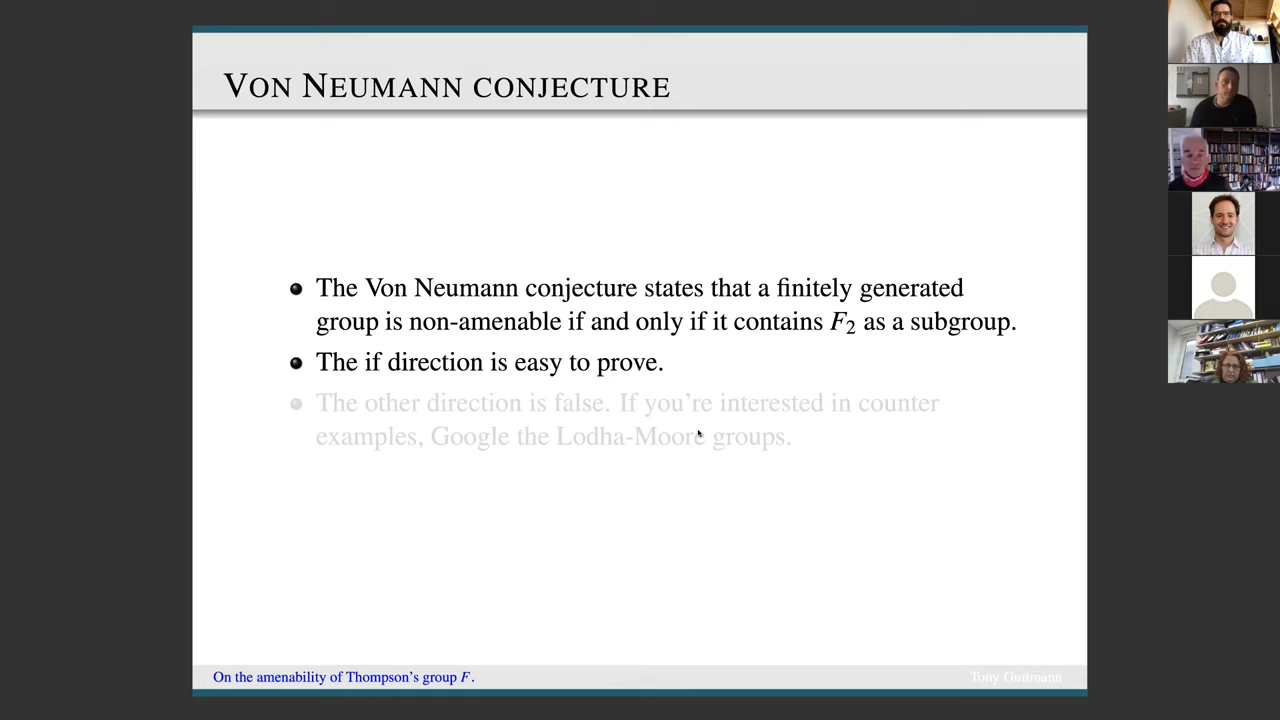 VON NEUMANN CONJECTURE
The Von Neumann conjecture states that a finitely generated
group is non-amenable if and only if it contains F₂ as a subgroup.
The if direction is easy to prove.
The other direction is false. If you're interested in counter
examples, Google the Lodha-Moore groups.
On the amenability of Thompson's group F.
Tony Guttmann